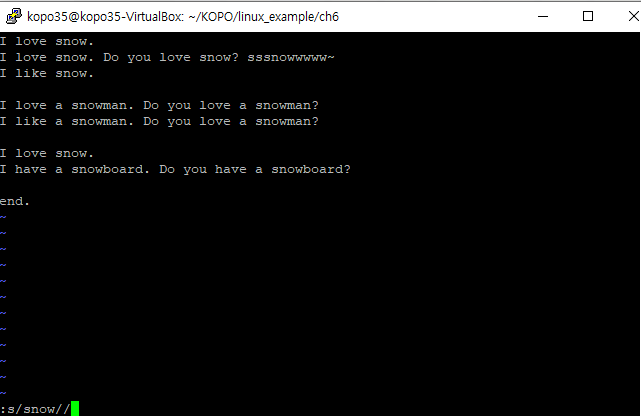 kopo35@kopo35-VirtualBox: ~/KOPO/linux_example/ch6
I love snow.
I love snow. Do you love snow? sssnowwwww~
I like snow.

I love a snowman. Do you love a snowman?
I like a snowman. Do you love a snowman?

I love snow.
I have a snowboard. Do you have a snowboard?

end.
~
~
~
~
~
~
~
~
~
~
~
~
:s/snow//